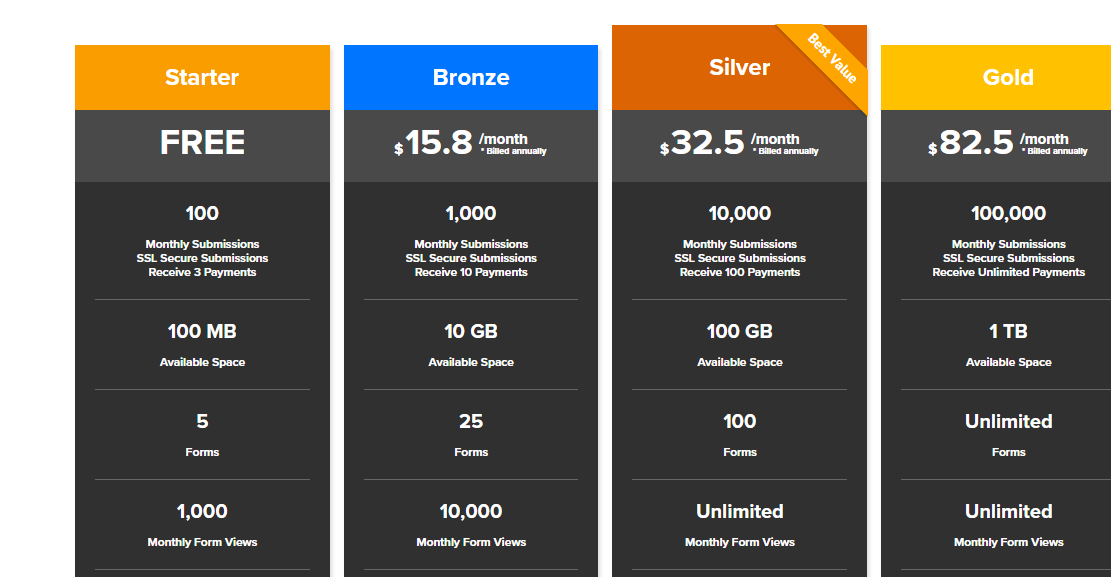 Starter
FREE
100
Monthly Submissions
SSL Secure Submissions
Receive 3 Payments
100 MB
Available Space
5
Forms
1,000
Monthly Form Views
Bronze
$15.8 /month
* Billed annually
1,000
Monthly Submissions
SSL Secure Submissions
Receive 10 Payments
10 GB
Available Space
25
Forms
10,000
Monthly Form Views
Silver
Best Value
$32.5 /month
* Billed annually
10,000
Monthly Submissions
SSL Secure Submissions
Receive 100 Payments
100 GB
Available Space
100
Forms
Unlimited
Monthly Form Views
Gold
$82.5 /month
* Billed annually
100,000
Monthly Submissions
SSL Secure Submissions
Receive Unlimited Payments
1 TB
Available Space
Unlimited
Forms
Unlimited
Monthly Form Views